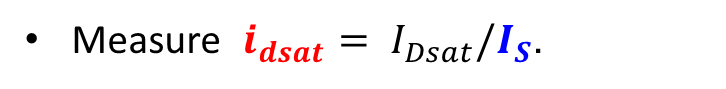 • Measure i_dsat = I_Dsat/I_S.